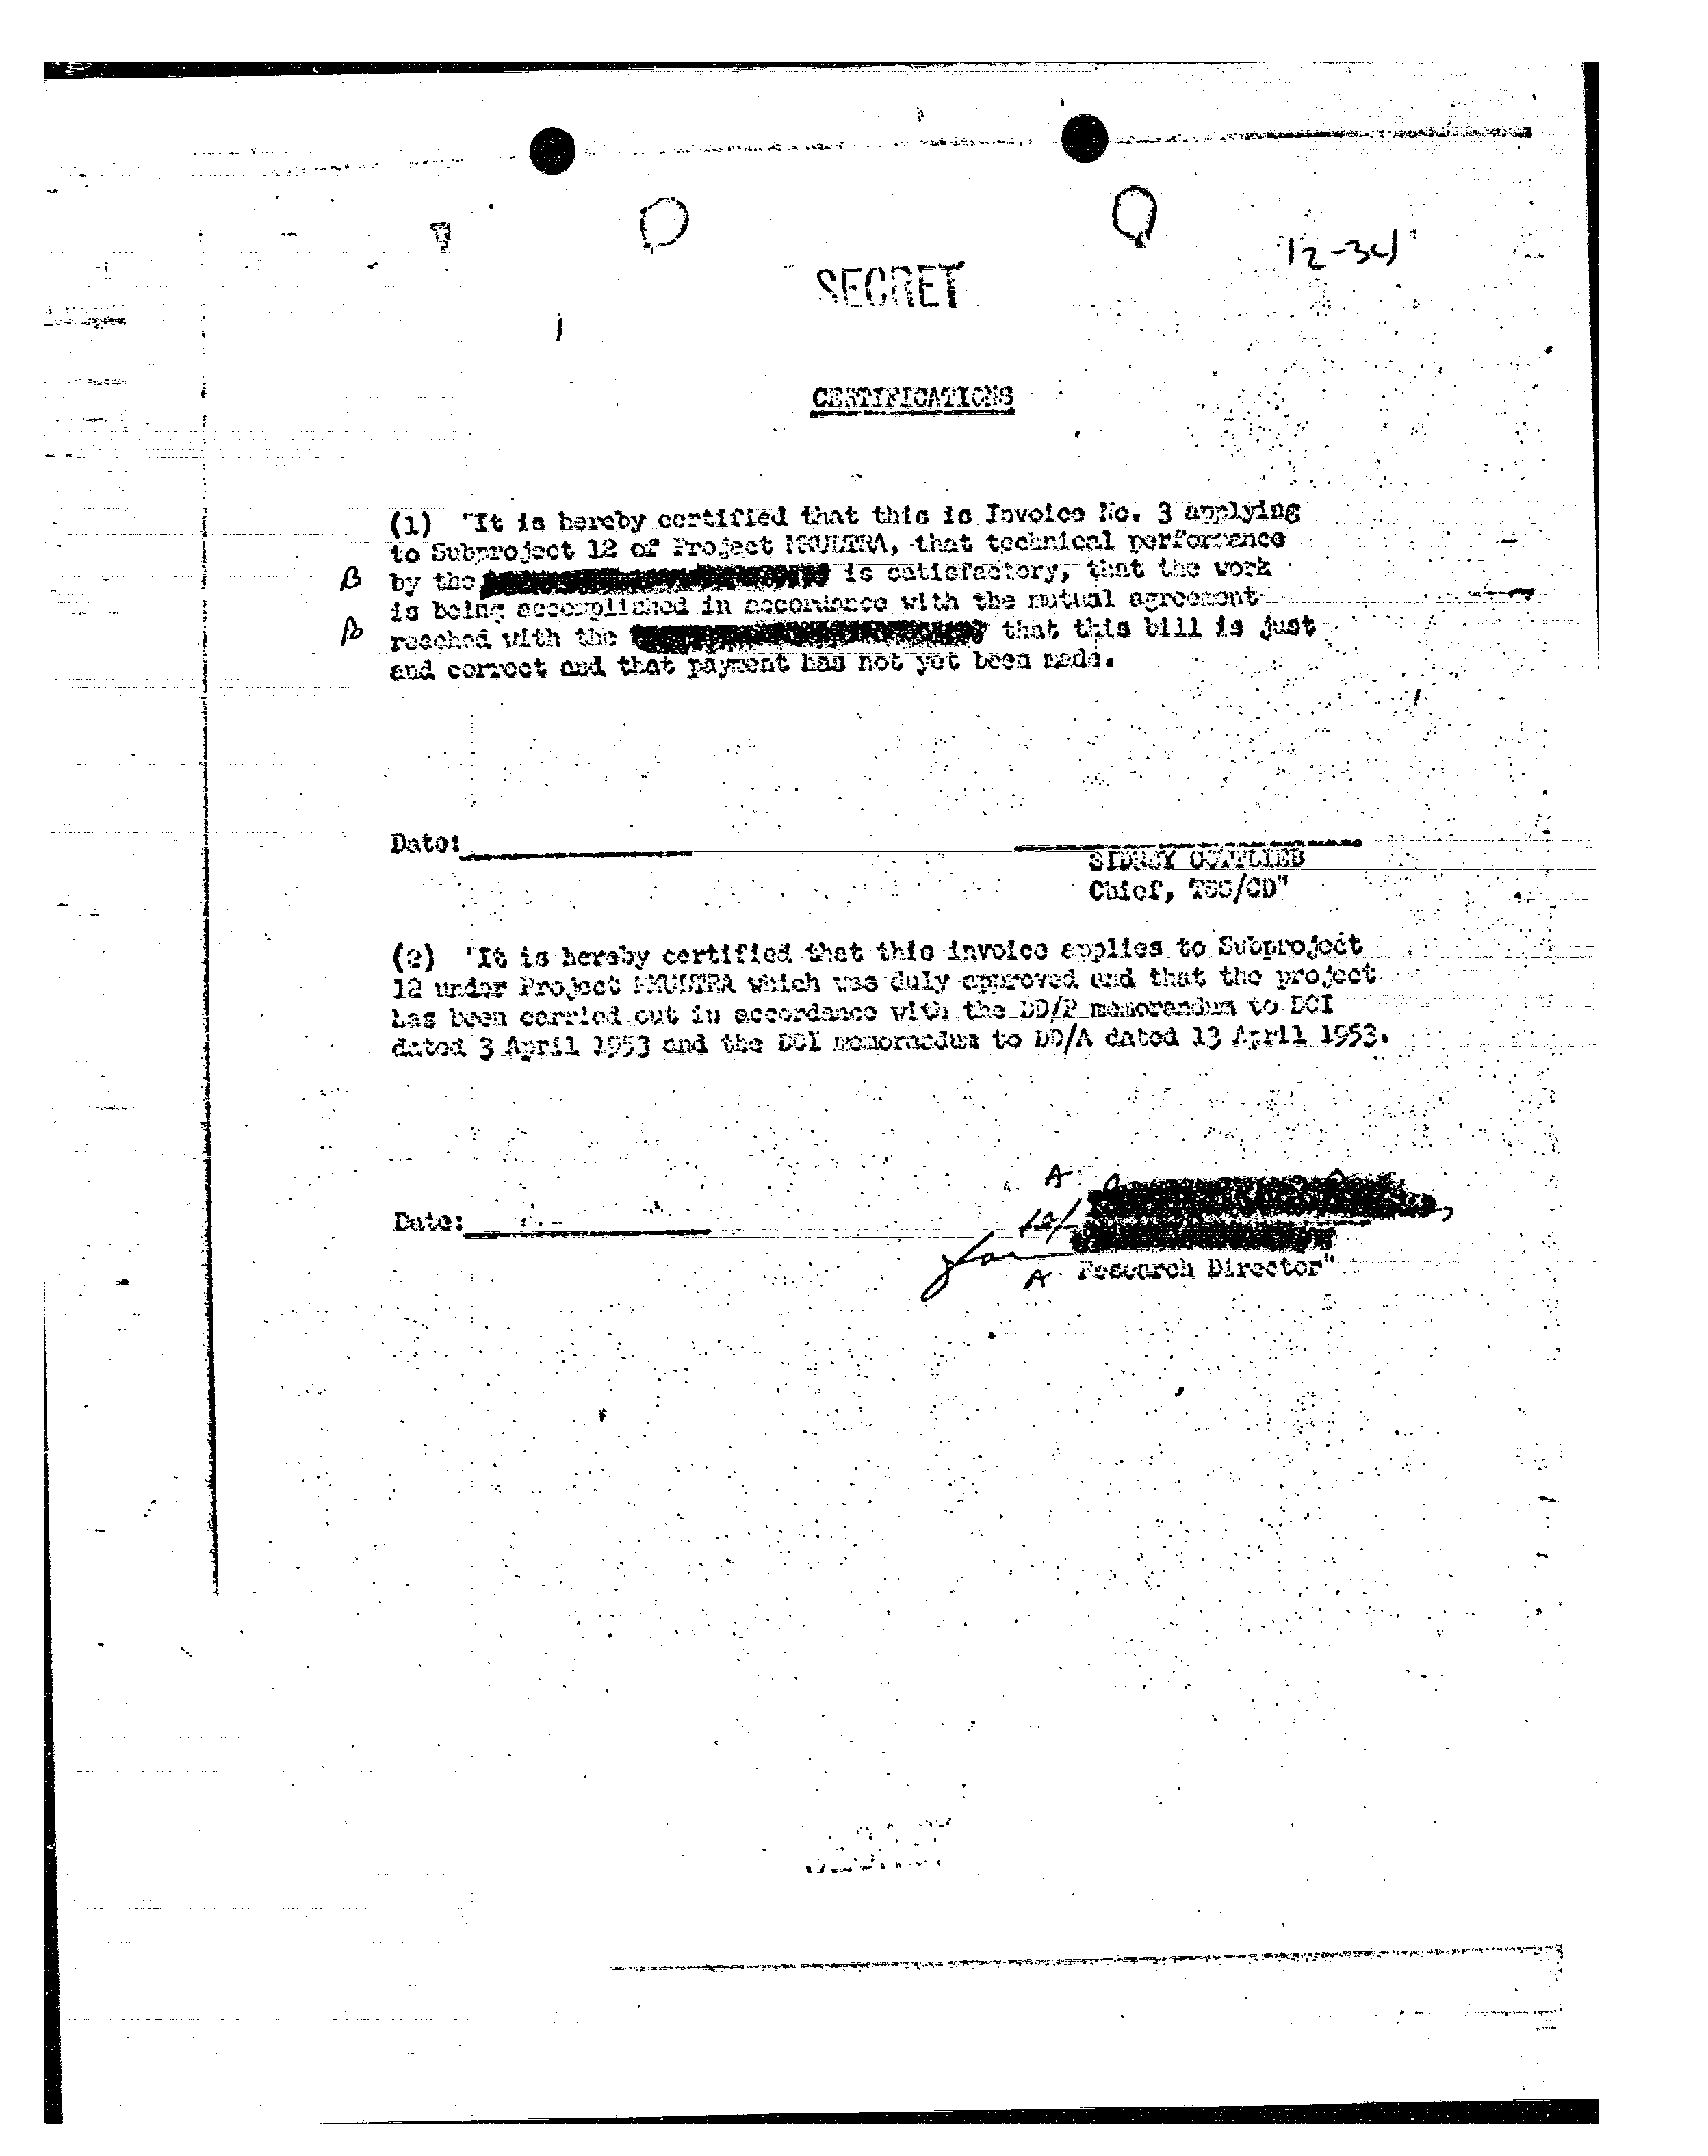 12-34
SECRET
CERTIFICATIONS
(1) "It is hereby certified that this is Invoice No. 3 applying
to Subproject 12 of Project MKULTRA, that technical performance
B by the is satisfactory, that the work
is being accomplished in accordance with the mutual agreement
B reached with the that this bill is just
and correct and that payment has not yet been made.
Date:
SIDNEY GOTTLIEB
Chief, TSS/CD"
(2) "It is hereby certified that this invoice applies to Subproject
12 under Project MKULTRA which was duly approved and that the project
has been carried out in accordance with the DD/P memorandum to DCI
dated 3 April 1953 and the DCI memorandum to DD/A dated 13 April 1953.
A
Date:
for
A Research Director"